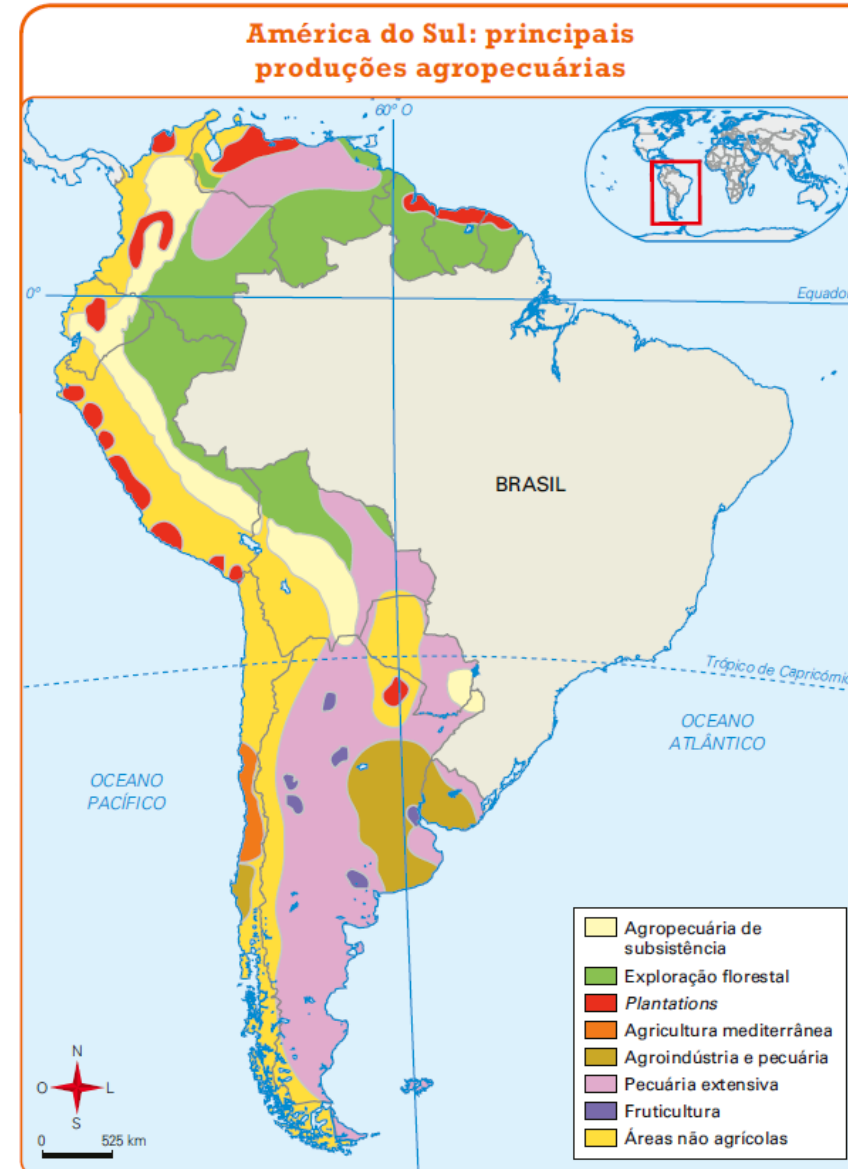 América do Sul: principais
produções agropecuárias
60° O
0°
Equador
BRASIL
Trópico de Capricórnio
OCEANO
ATLÂNTICO
OCEANO
PACÍFICO
Agropecuária de
subsistência
Exploração florestal
Plantations
Agricultura mediterrânea
Agroindústria e pecuária
Pecuária extensiva
Fruticultura
Áreas não agrícolas
N
O
L
S
0
525 km